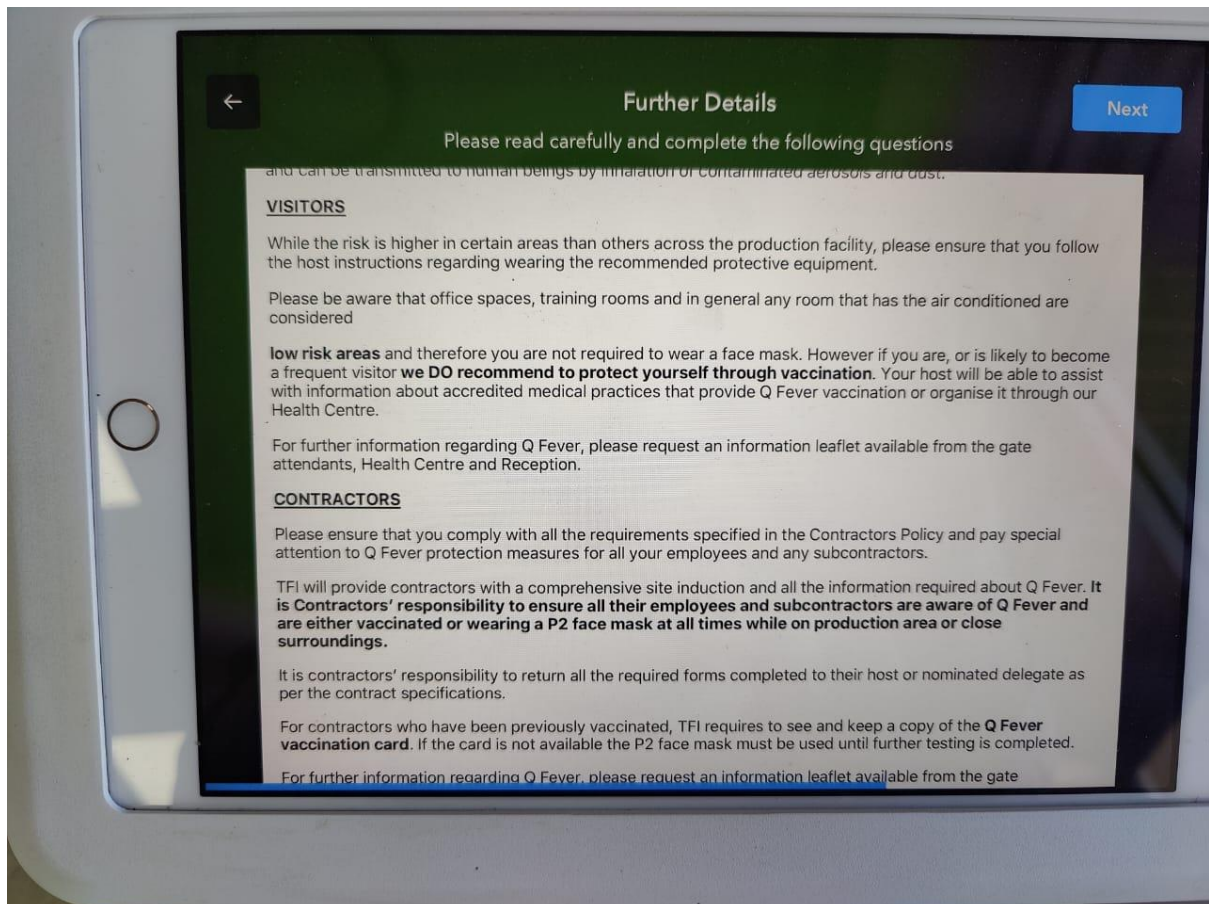 ←
Further Details
Next
Please read carefully and complete the following questions
and can be transmitted to human beings by inhalation of contaminated aerosols and dust.
VISITORS
While the risk is higher in certain areas than others across the production facility, please ensure that you follow
the host instructions regarding wearing the recommended protective equipment.
Please be aware that office spaces, training rooms and in general any room that has the air conditioned are
considered
low risk areas and therefore you are not required to wear a face mask. However if you are, or is likely to become
a frequent visitor we DO recommend to protect yourself through vaccination. Your host will be able to assist
with information about accredited medical practices that provide Q Fever vaccination or organise it through our
Health Centre.
For further information regarding Q Fever, please request an information leaflet available from the gate
attendants, Health Centre and Reception.
CONTRACTORS
Please ensure that you comply with all the requirements specified in the Contractors Policy and pay special
attention to Q Fever protection measures for all your employees and any subcontractors.
TFI will provide contractors with a comprehensive site induction and all the information required about Q Fever. It
is Contractors' responsibility to ensure all their employees and subcontractors are aware of Q Fever and
are either vaccinated or wearing a P2 face mask at all times while on production area or close
surroundings.
It is contractors' responsibility to return all the required forms completed to their host or nominated delegate as
per the contract specifications.
For contractors who have been previously vaccinated, TFI requires to see and keep a copy of the Q Fever
vaccination card. If the card is not available the P2 face mask must be used until further testing is completed.
For further information regarding Q Fever, please request an information leaflet available from the gate